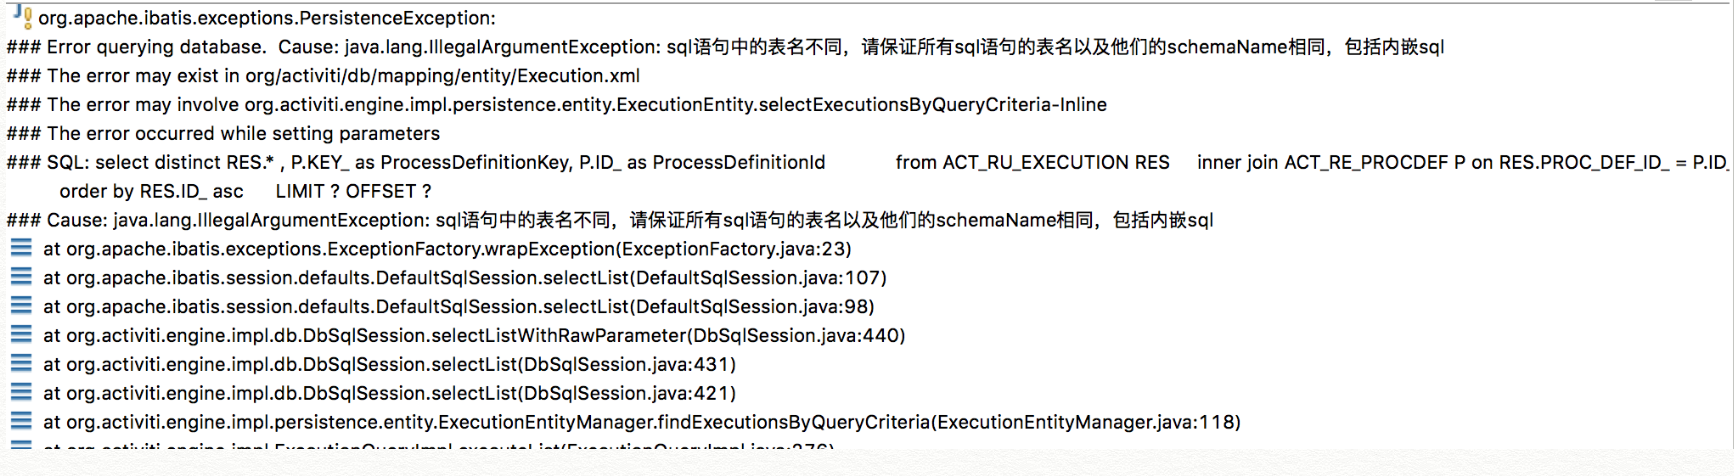 org.apache.ibatis.exceptions.PersistenceException:
### Error querying database.  Cause: java.lang.IllegalArgumentException: sql语句中的表名不同，请保证所有sql语句的表名以及他们的schemaName相同，包括内嵌sql
### The error may exist in org/activiti/db/mapping/entity/Execution.xml
### The error may involve org.activiti.engine.impl.persistence.entity.ExecutionEntity.selectExecutionsByQueryCriteria-Inline
### The error occurred while setting parameters
### SQL: select distinct RES.* , P.KEY_ as ProcessDefinitionKey, P.ID_ as ProcessDefinitionId from ACT_RU_EXECUTION RES inner join ACT_RE_PROCDEF P on RES.PROC_DEF_ID_ = P.ID_
order by RES.ID_ asc LIMIT ? OFFSET ?
### Cause: java.lang.IllegalArgumentException: sql语句中的表名不同，请保证所有sql语句的表名以及他们的schemaName相同，包括内嵌sql
at org.apache.ibatis.exceptions.ExceptionFactory.wrapException(ExceptionFactory.java:23)
at org.apache.ibatis.session.defaults.DefaultSqlSession.selectList(DefaultSqlSession.java:107)
at org.apache.ibatis.session.defaults.DefaultSqlSession.selectList(DefaultSqlSession.java:98)
at org.activiti.engine.impl.db.DbSqlSession.selectListWithRawParameter(DbSqlSession.java:440)
at org.activiti.engine.impl.db.DbSqlSession.selectList(DbSqlSession.java:431)
at org.activiti.engine.impl.db.DbSqlSession.selectList(DbSqlSession.java:421)
at org.activiti.engine.impl.persistence.entity.ExecutionEntityManager.findExecutionsByQueryCriteria(ExecutionEntityManager.java:118)
at org.activiti.engine.impl.ExecutionQueryImpl.executeList(ExecutionQueryImpl.java:276)